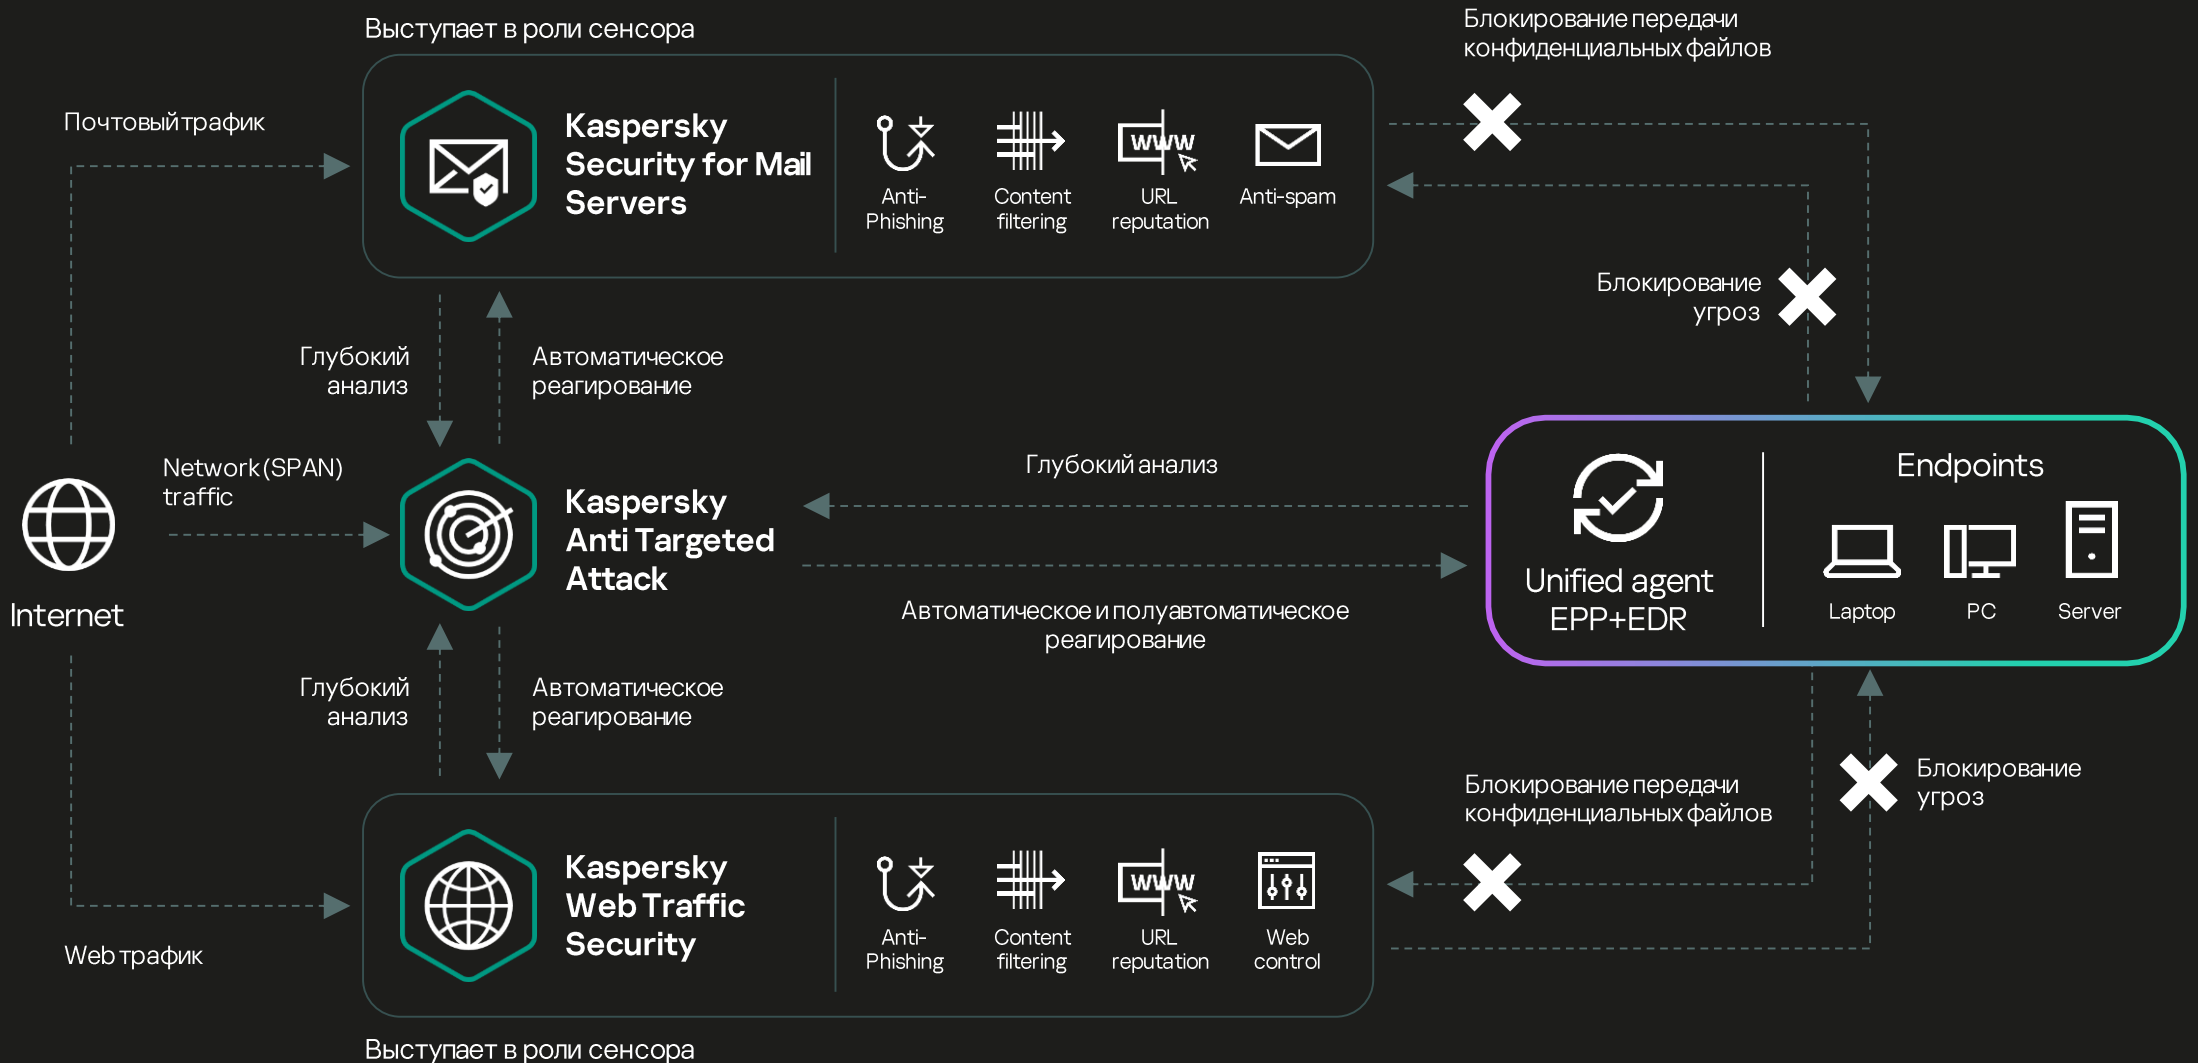 Выступает в роли сенсора
Блокирование передачи
конфиденциальных файлов
Почтовый трафик
Kaspersky
Security for Mail
Servers
Anti-
Phishing
Content
filtering
www
URL
reputation
Anti-spam
Блокирование
угроз
Глубокий
анализ
Автоматическое
реагирование
Network (SPAN)
traffic
Internet
Kaspersky
Anti Targeted
Attack
Глубокий анализ
Автоматическое и полуавтоматическое
реагирование
Unified agent
EPP+EDR
Endpoints
Laptop
PC
Server
Глубокий
анализ
Автоматическое
реагирование
Блокирование передачи
конфиденциальных файлов
Блокирование
угроз
Kaspersky
Web Traffic
Security
Anti-
Phishing
Content
filtering
www
URL
reputation
Web
control
Web трафик
Выступает в роли сенсора